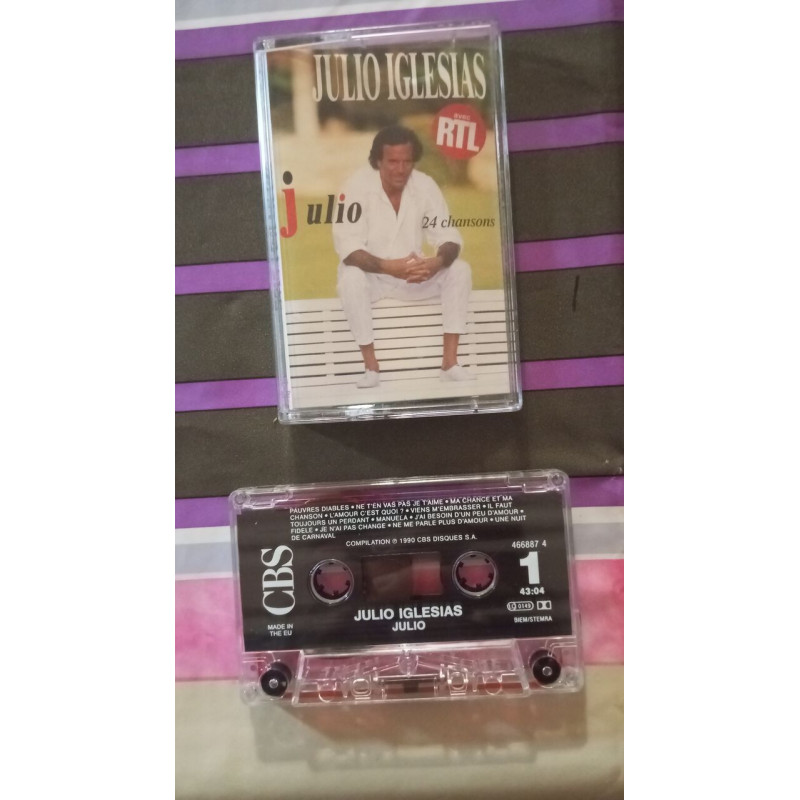 JULIO IGLESIAS
avec
RTL
julio
24 chansons
PAUVRES DIABLES • NE T'EN VAS PAS JE T'AIME • MA CHANCE ET MA
CHANSON • L'AMOUR C'EST QUOI ? • VIENS M'EMBRASSER • IL FAUT
TOUJOURS UN PERDANT • MANUELA • J'AI BESOIN D'UN PEU D'AMOUR •
FIDELE • JE N'AI PAS CHANGE • NE ME PARLE PLUS D'AMOUR • UNE NUIT
DE CARNAVAL
COMPILATION ℗ 1990 CBS DISQUES S.A.
466887 4
CBS
1
43:04
LC 0149
JULIO IGLESIAS
JULIO
MADE IN
THE EU
BIEM/STEMRA